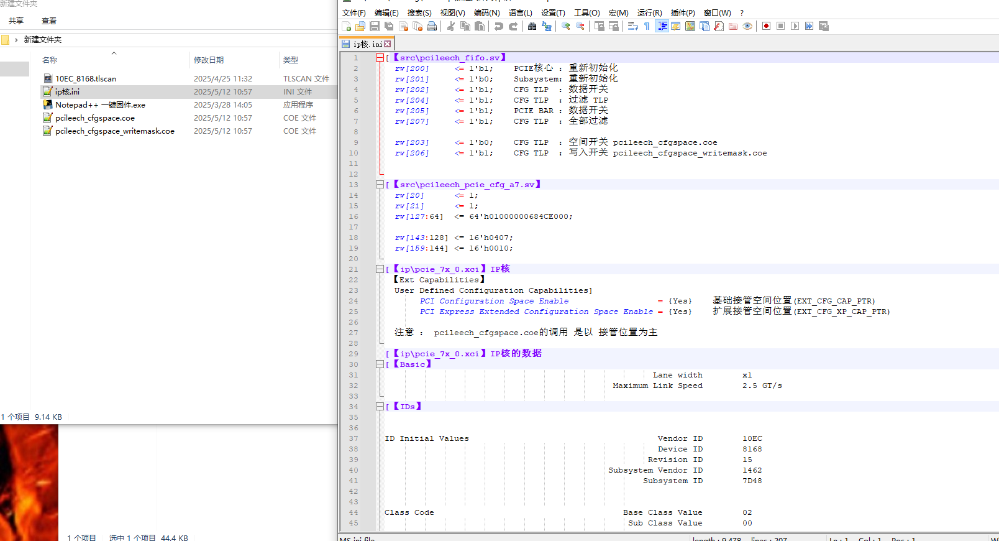 新建文件夹
共享 查看
新建文件夹
名称 修改日期 类型
10EC_8168.tlscan 2025/4/25 11:32 TLSCAN 文件
ip核.ini 2025/5/12 10:57 INI 文件
Notepad++ 一键固件.exe 2025/3/28 14:05 应用程序
pcileech_cfgspace.coe 2025/5/12 10:57 COE 文件
pcileech_cfgspace_writemask.coe 2025/5/12 10:57 COE 文件
1 个项目 9.14 KB
1 个项目 选中 1 个项目 44.4 KB
文件(F) 编辑(E) 搜索(S) 视图(V) 编码(N) 语言(L) 设置(T) 工具(O) 宏(M) 运行(R) 插件(P) 窗口(W) ?
ip核.ini
1 [【src\pcileech_fifo.sv】
2 rw[200] <= 1'b1; PCIE核心 : 重新初始化
3 rw[201] <= 1'b0; Subsystem: 重新初始化
4 rw[202] <= 1'b1; CFG TLP : 数据开关
5 rw[204] <= 1'b1; CFG TLP : 过滤 TLP
6 rw[205] <= 1'b1; PCIE BAR : 数据开关
7 rw[207] <= 1'b1; CFG TLP : 全部过滤
8
9 rw[203] <= 1'b0; CFG TLP : 空间开关 pcileech_cfgspace.coe
10 rw[206] <= 1'b1; CFG TLP : 写入开关 pcileech_cfgspace_writemask.coe
11
12
13 [【src\pcileech_pcie_cfg_a7.sv】
14 rw[20] <= 1;
15 rw[21] <= 1;
16 rw[127:64] <= 64'h01000000684CE000;
17
18 rw[143:128] <= 16'h0407;
19 rw[159:144] <= 16'h0010;
20
21 [【ip\pcie_7x_0.xci】IP核
22 【Ext Capabilities】
23 User Defined Configuration Capabilities]
24 PCI Configuration Space Enable = {Yes} 基础接管空间位置(EXT_CFG_CAP_PTR)
25 PCI Express Extended Configuration Space Enable = {Yes} 扩展接管空间位置(EXT_CFG_XP_CAP_PTR)
26
27 注意 : pcileech_cfgspace.coe的调用 是以 接管位置为主
28
29 [【ip\pcie_7x_0.xci】IP核的数据
30 [【Basic】
31 Lane width x1
32 Maximum Link Speed 2.5 GT/s
33
34 [【IDs】
35
36
37 ID Initial Values Vendor ID 10EC
38 Device ID 8168
39 Revision ID 15
40 Subsystem Vendor ID 1462
41 Subsystem ID 7D48
42
43
44 Class Code Base Class Value 02
45 Sub Class Value 00
MS ini file length : 9,478 lines : 207 Ln : 1 Col : 1 Pos : 1